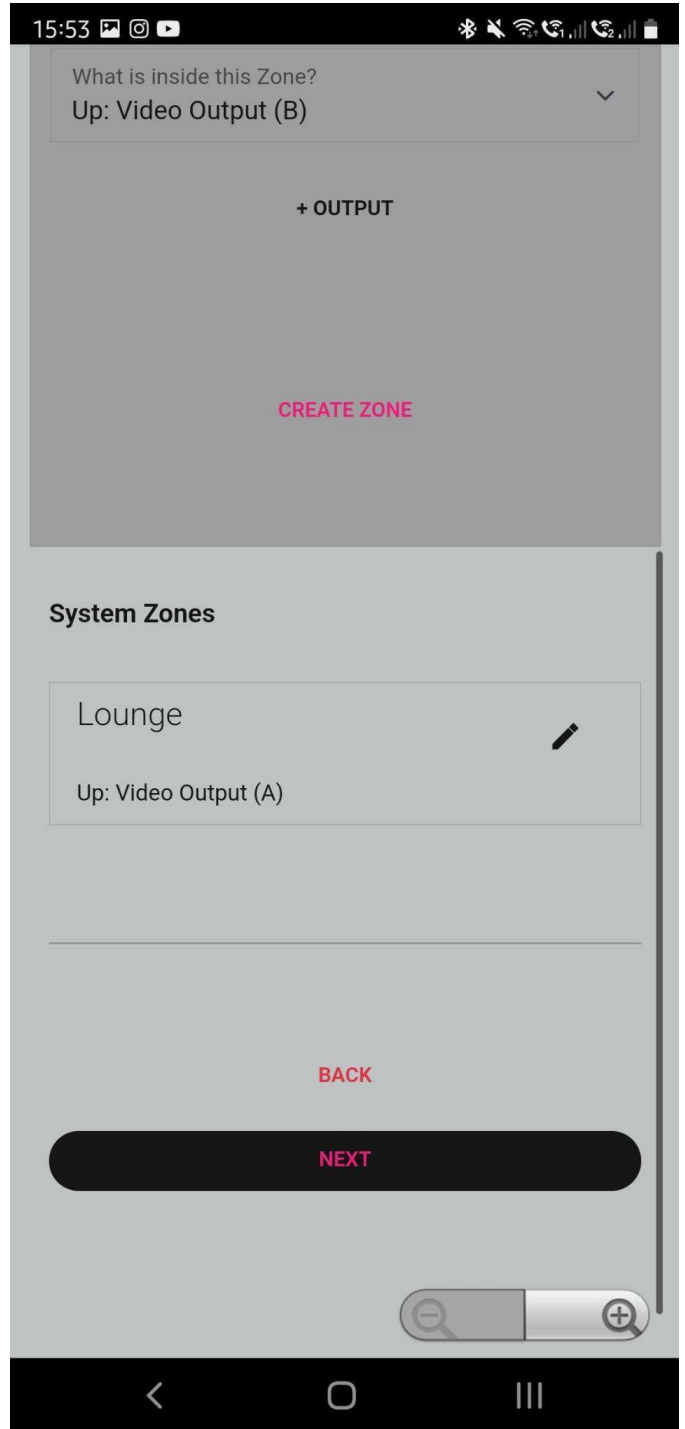 15:53
What is inside this Zone?
Up: Video Output (B)
+ OUTPUT
CREATE ZONE
System Zones
Lounge
Up: Video Output (A)
BACK
NEXT